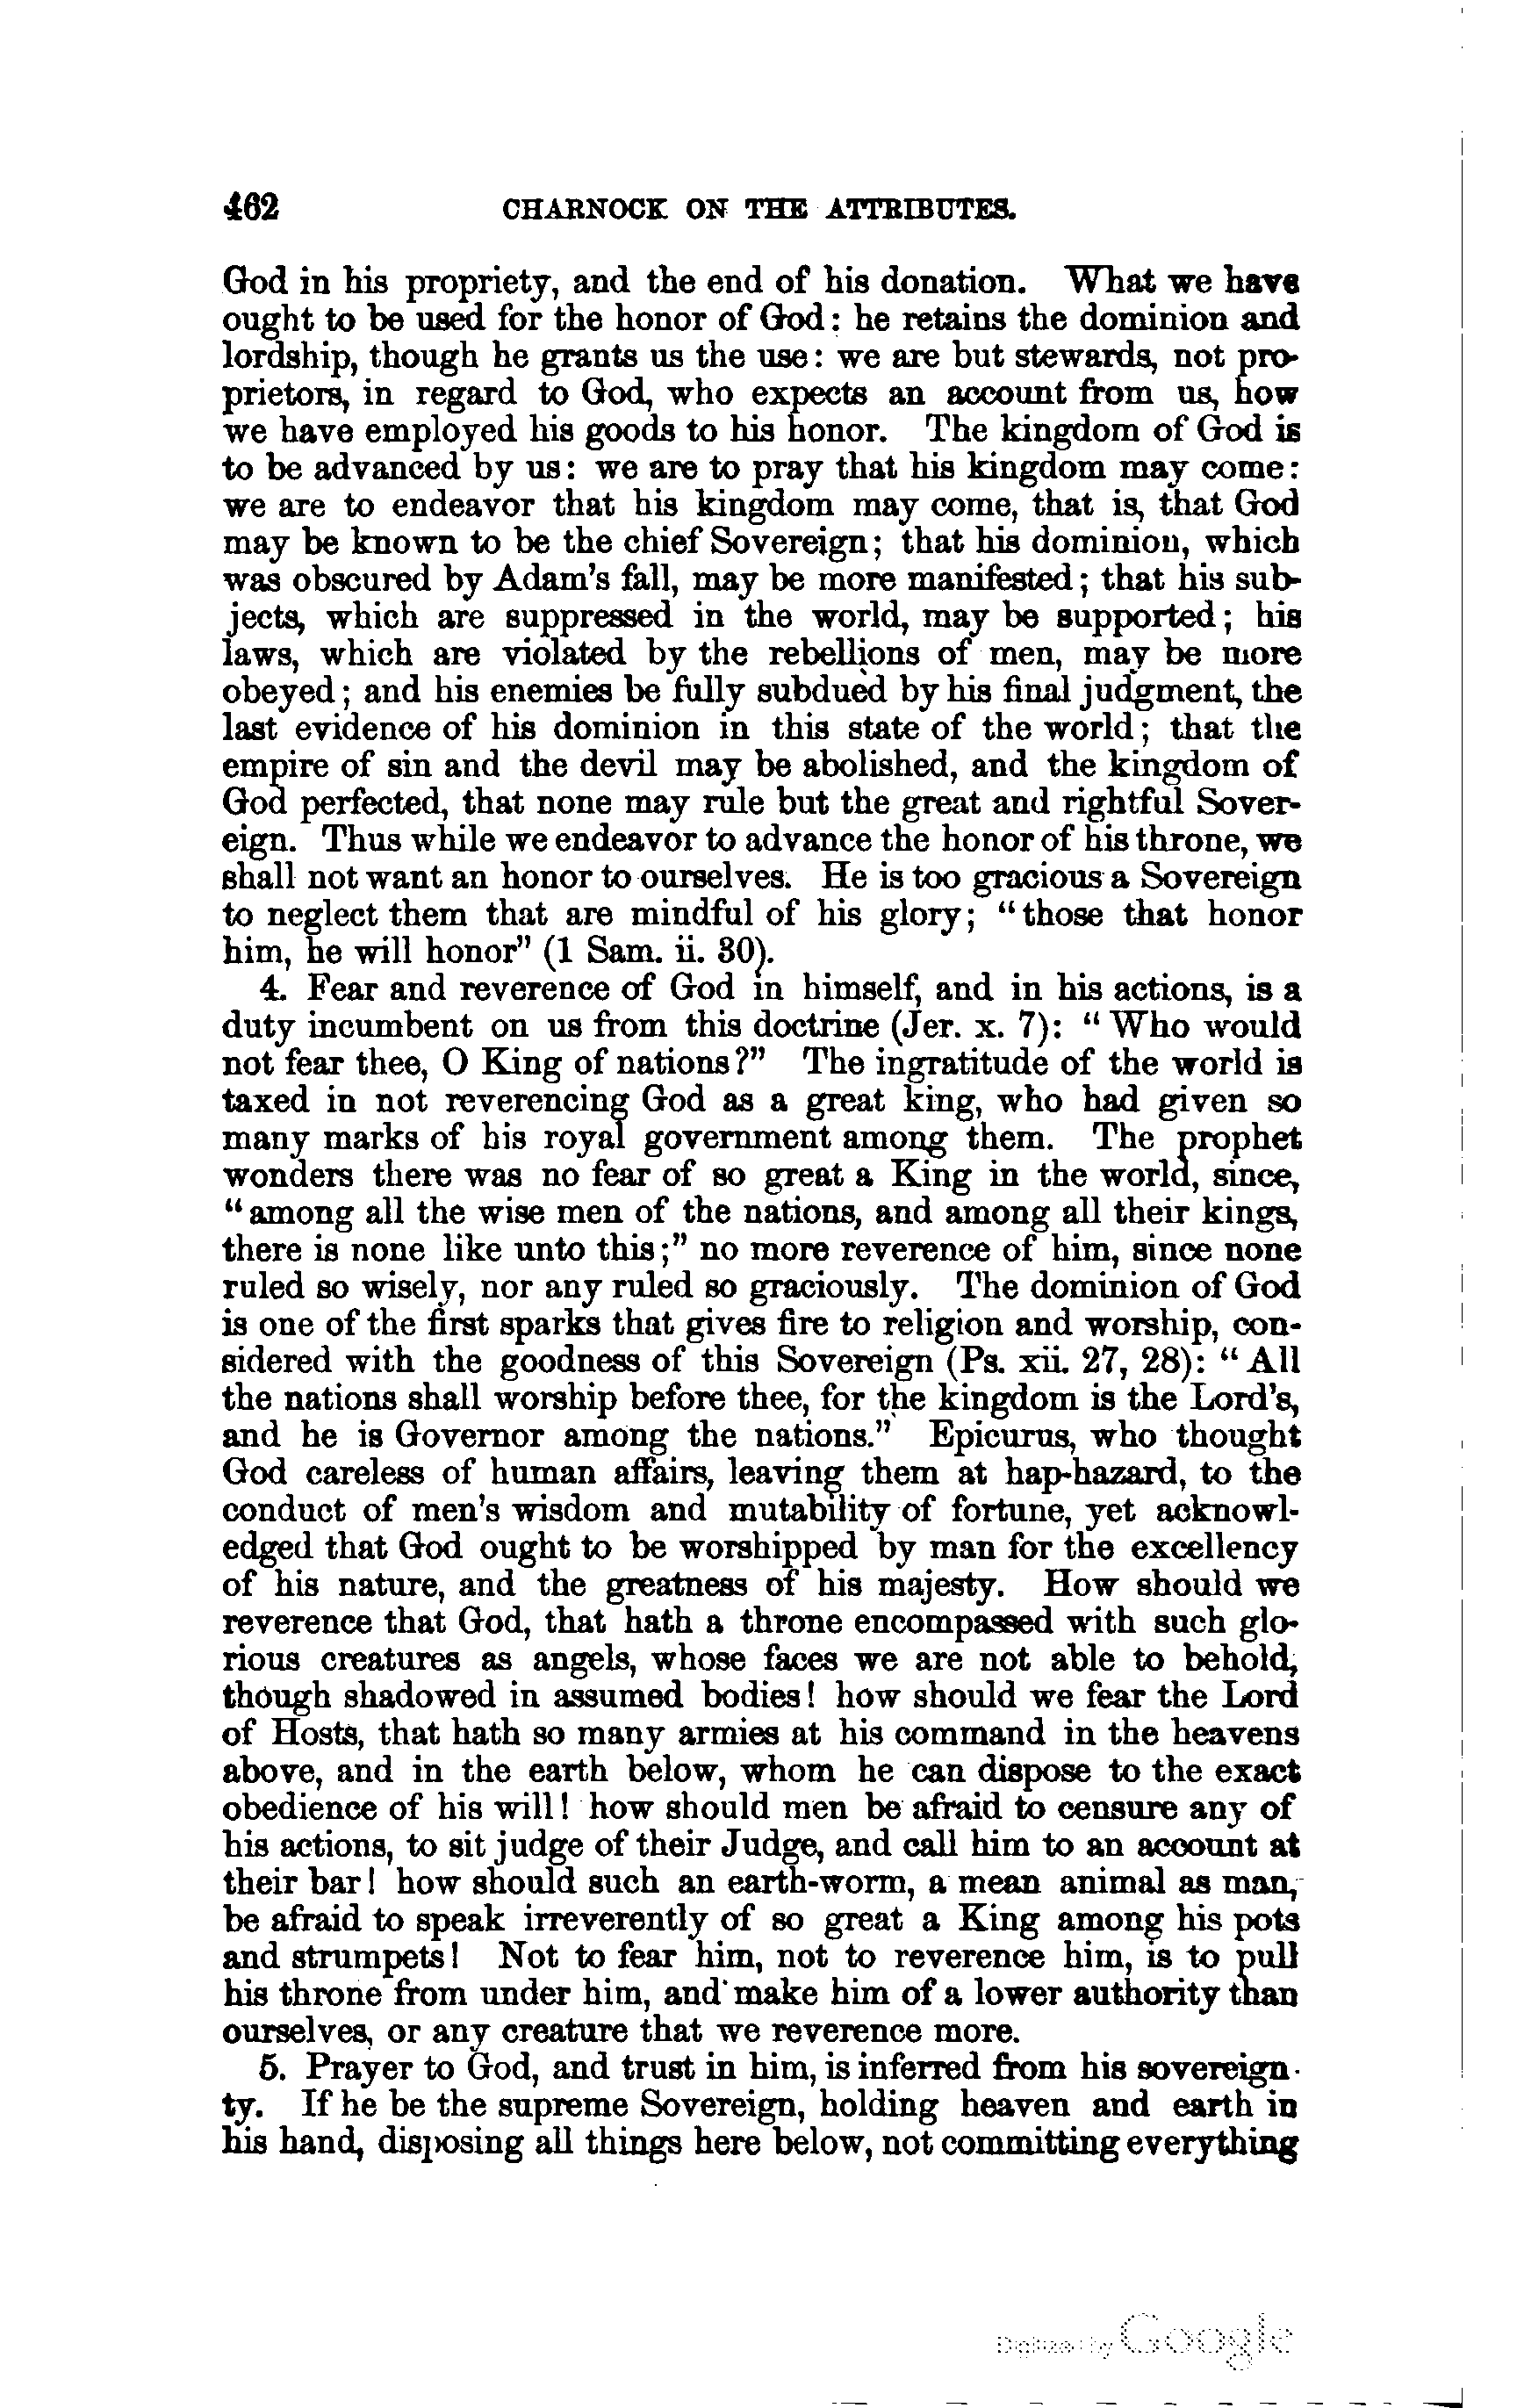 462 CHARNOCK ON THE ATTRIBUTES.
God in his propriety, and the end of his donation. What we have
ought to be used for the honor of God: he retains the dominion and
lordship, though he grants us the use: we are but stewards, not pro-
prietors, in regard to God, who expects an account from us, how
we have employed his goods to his honor. The kingdom of God is
to be advanced by us: we are to pray that his kingdom may come:
we are to endeavor that his kingdom may come, that is, that God
may be known to be the chief Sovereign; that his dominion, which
was obscured by Adam's fall, may be more manifested; that his sub-
jects, which are suppressed in the world, may be supported; his
laws, which are violated by the rebellions of men, may be more
obeyed; and his enemies be fully subdued by his final judgment, the
last evidence of his dominion in this state of the world; that the
empire of sin and the devil may be abolished, and the kingdom of
God perfected, that none may rule but the great and rightful Sover-
eign. Thus while we endeavor to advance the honor of his throne, we
shall not want an honor to ourselves. He is too gracious a Sovereign
to neglect them that are mindful of his glory; "those that honor
him, he will honor" (1 Sam. ii. 30).
4. Fear and reverence of God in himself, and in his actions, is a
duty incumbent on us from this doctrine (Jer. x. 7): "Who would
not fear thee, O King of nations?" The ingratitude of the world is
taxed in not reverencing God as a great king, who had given so
many marks of his royal government among them. The prophet
wonders there was no fear of so great a King in the world, since,
"among all the wise men of the nations, and among all their kings,
there is none like unto this;" no more reverence of him, since none
ruled so wisely, nor any ruled so graciously. The dominion of God
is one of the first sparks that gives fire to religion and worship, con-
sidered with the goodness of this Sovereign (Ps. xii. 27, 28): "All
the nations shall worship before thee, for the kingdom is the Lord's,
and he is Governor among the nations." Epicurus, who thought
God careless of human affairs, leaving them at hap-hazard, to the
conduct of men's wisdom and mutability of fortune, yet acknowl-
edged that God ought to be worshipped by man for the excellency
of his nature, and the greatness of his majesty. How should we
reverence that God, that hath a throne encompassed with such glo-
rious creatures as angels, whose faces we are not able to behold,
though shadowed in assumed bodies! how should we fear the Lord
of Hosts, that hath so many armies at his command in the heavens
above, and in the earth below, whom he can dispose to the exact
obedience of his will! how should men be afraid to censure any of
his actions, to sit judge of their Judge, and call him to an account at
their bar! how should such an earth-worm, a mean animal as man,
be afraid to speak irreverently of so great a King among his pots
and strumpets! Not to fear him, not to reverence him, is to pull
his throne from under him, and make him of a lower authority than
ourselves, or any creature that we reverence more.
5. Prayer to God, and trust in him, is inferred from his sovereign-
ty. If he be the supreme Sovereign, holding heaven and earth in
his hand, disposing all things here below, not committing everything
Digitized by Google